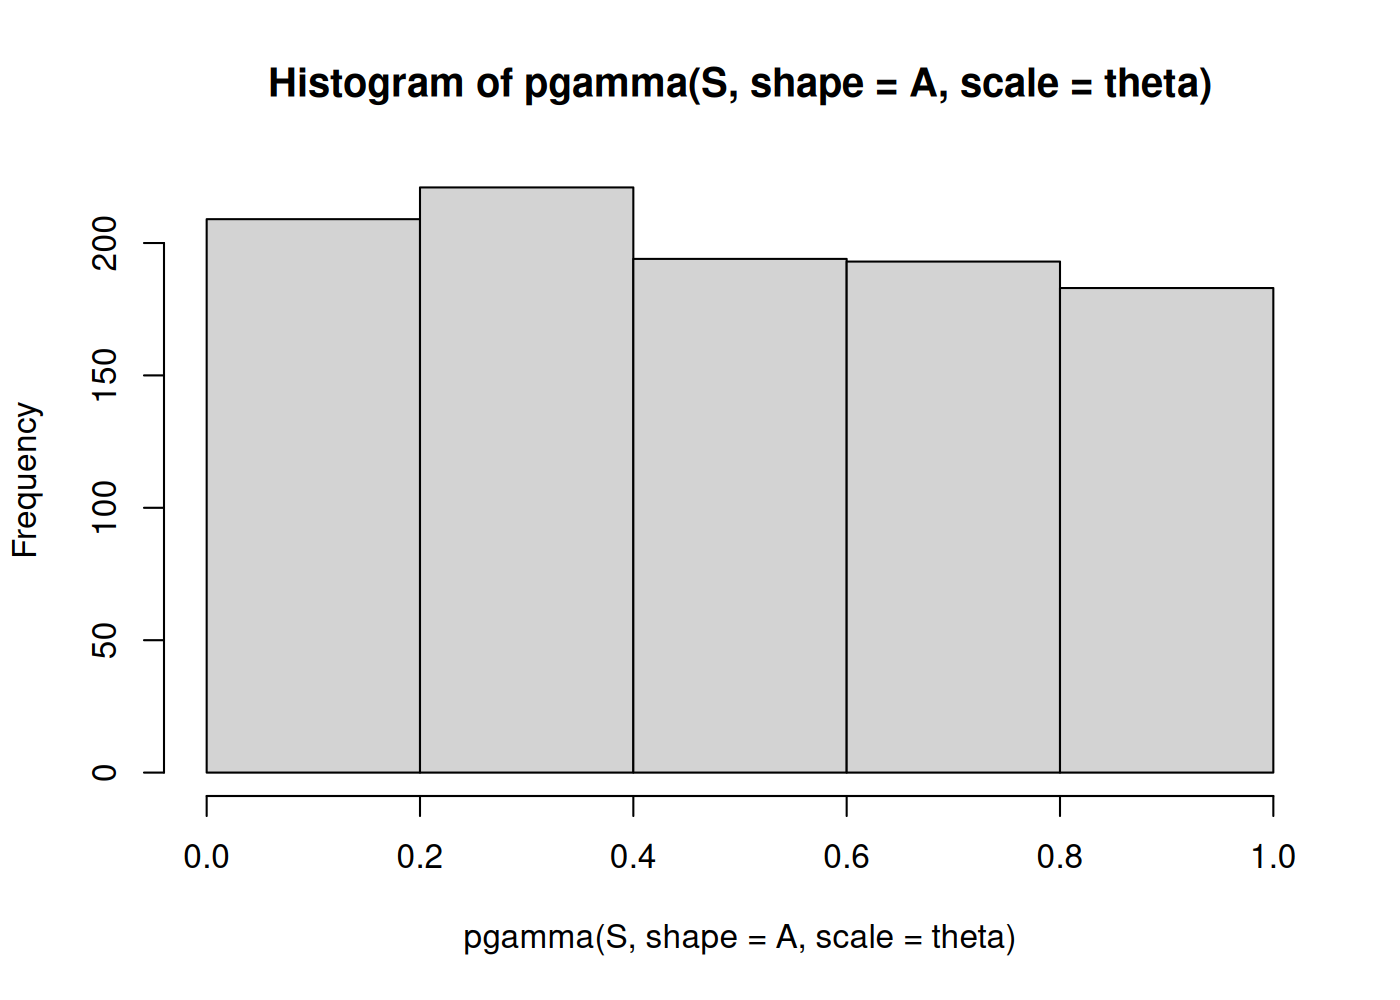 Histogram of pgamma(S, shape = A, scale = theta)
Frequency
200
150
100
50
0
0.0 0.2 0.4 0.6 0.8 1.0
pgamma(S, shape = A, scale = theta)